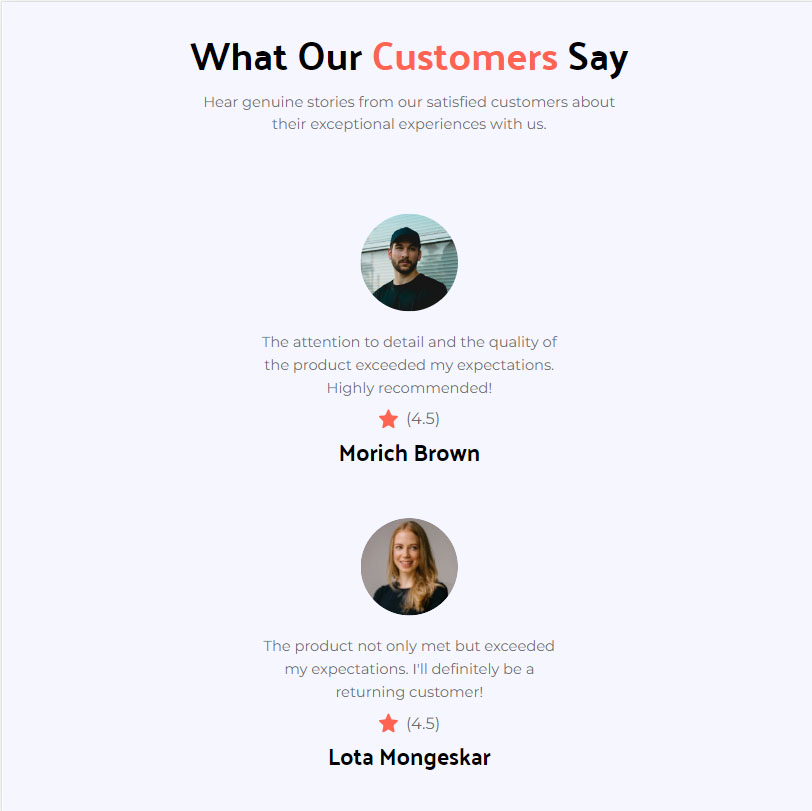 What Our Customers Say
Hear genuine stories from our satisfied customers about
their exceptional experiences with us.
The attention to detail and the quality of
the product exceeded my expectations.
Highly recommended!
(4.5)
Morich Brown
The product not only met but exceeded
my expectations. I'll definitely be a
returning customer!
(4.5)
Lota Mongeskar